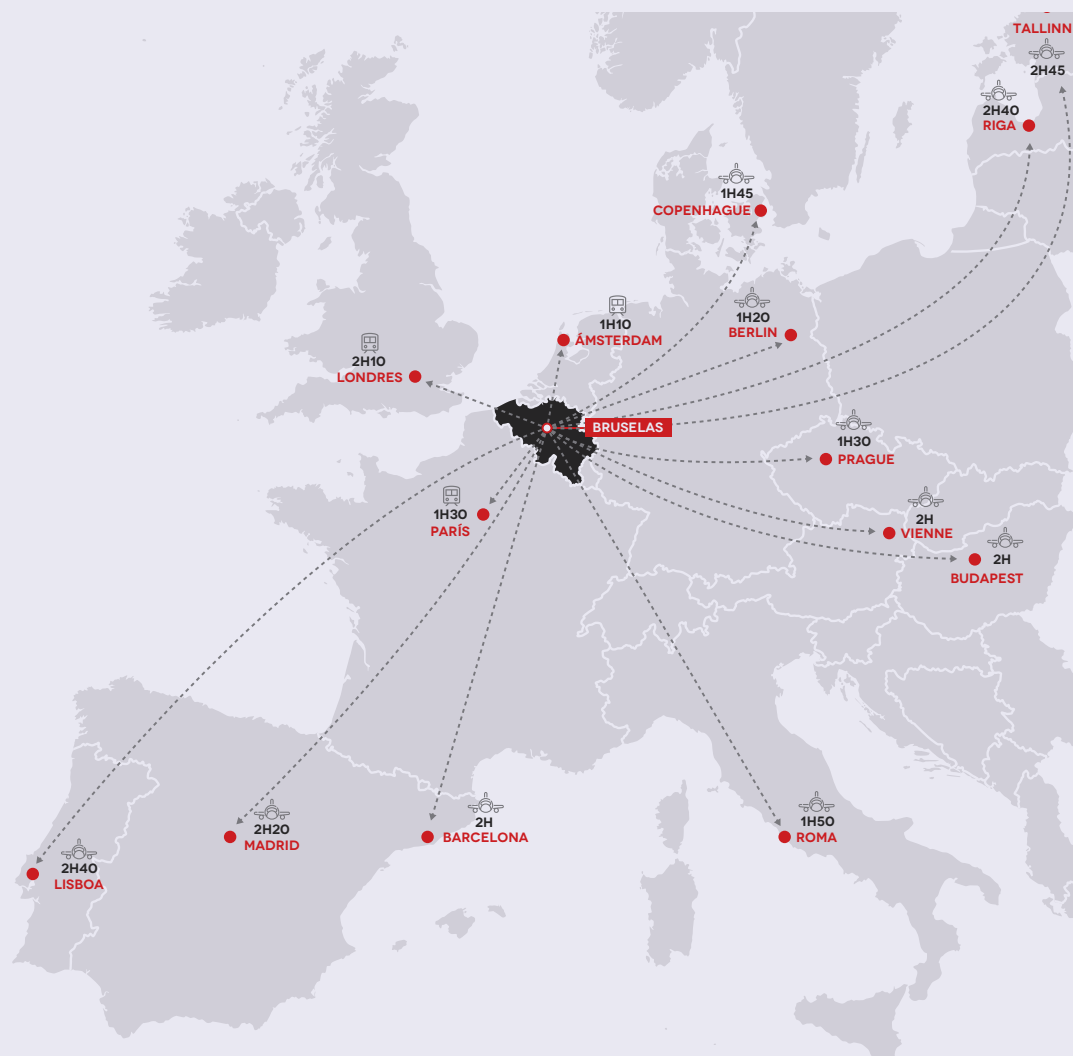 TALLINN
2H45
2H40
RIGA
1H45
COPENHAGUE
1H10
ÁMSTERDAM
1H20
BERLIN
2H10
LONDRES
BRUSELAS
1H30
PRAGUE
1H30
PARÍS
2H
VIENNE
2H
BUDAPEST
2H20
MADRID
2H
BARCELONA
1H50
ROMA
2H40
LISBOA